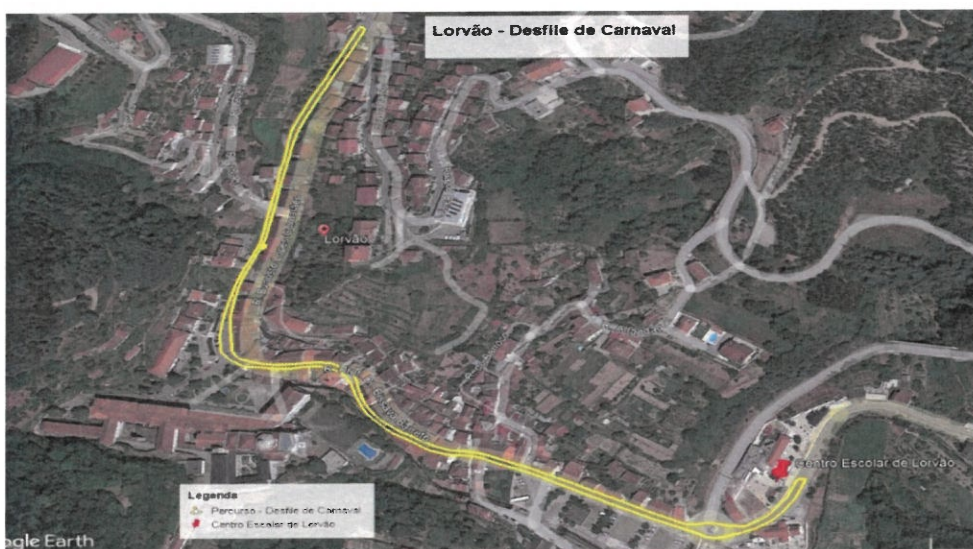 Lorvão - Desfile de Carnaval
Lorvão
Centro Escolar de Lorvão
Legenda
Percurso - Desfile de Carnaval
Centro Escolar de Lorvão
ogle Earth